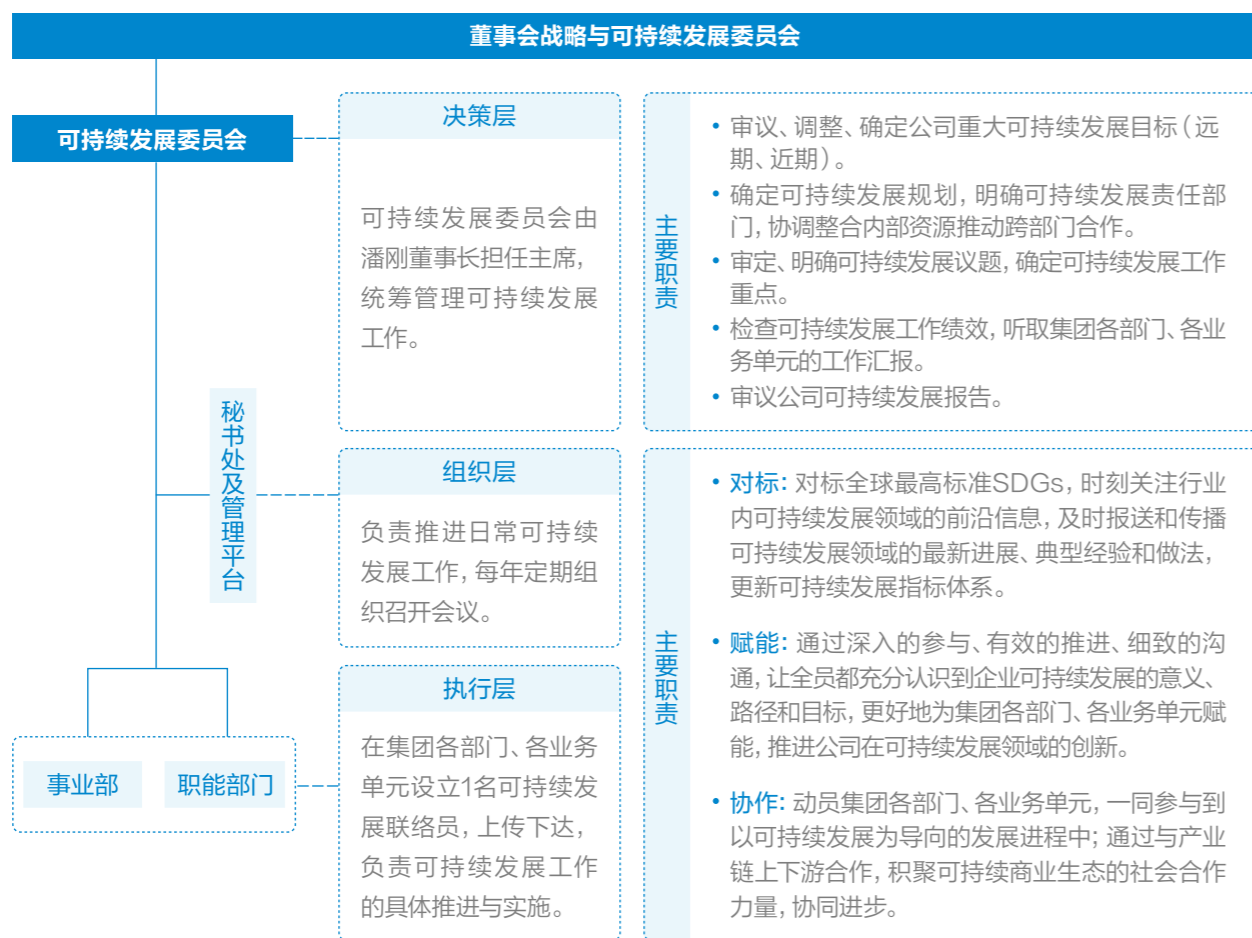 董事会战略与可持续发展委员会
可持续发展委员会
决策层
可持续发展委员会由
潘刚董事长担任主席，
统筹管理可持续发展
工作。
主要职责
• 审议、调整、确定公司重大可持续发展目标（远
期、近期）。
• 确定可持续发展规划，明确可持续发展责任部
门，协调整合内部资源推动跨部门合作。
• 审定、明确可持续发展议题，确定可持续发展工作
重点。
• 检查可持续发展工作绩效，听取集团各部门、各业
务单元的工作汇报。
• 审议公司可持续发展报告。
秘书处及管理平台
组织层
负责推进日常可持续
发展工作，每年定期组
织召开会议。
事业部
职能部门
执行层
在集团各部门、各业务
单元设立1名可持续发
展联络员，上传下达，
负责可持续发展工作
的具体推进与实施。
主要职责
• 对标：对标全球最高标准SDGs，时刻关注行业
内可持续发展领域的前沿信息，及时报送和传播
可持续发展领域的最新进展、典型经验和做法，
更新可持续发展指标体系。
• 赋能：通过深入的参与、有效的推进、细致的沟
通，让全员都充分认识到企业可持续发展的意义、
路径和目标，更好地为集团各部门、各业务单元赋
能，推进公司在可持续发展领域的创新。
• 协作：动员集团各部门、各业务单元，一同参与到
以可持续发展为导向的发展进程中；通过与产业
链上下游合作，积聚可持续商业生态的社会合作
力量，协同进步。